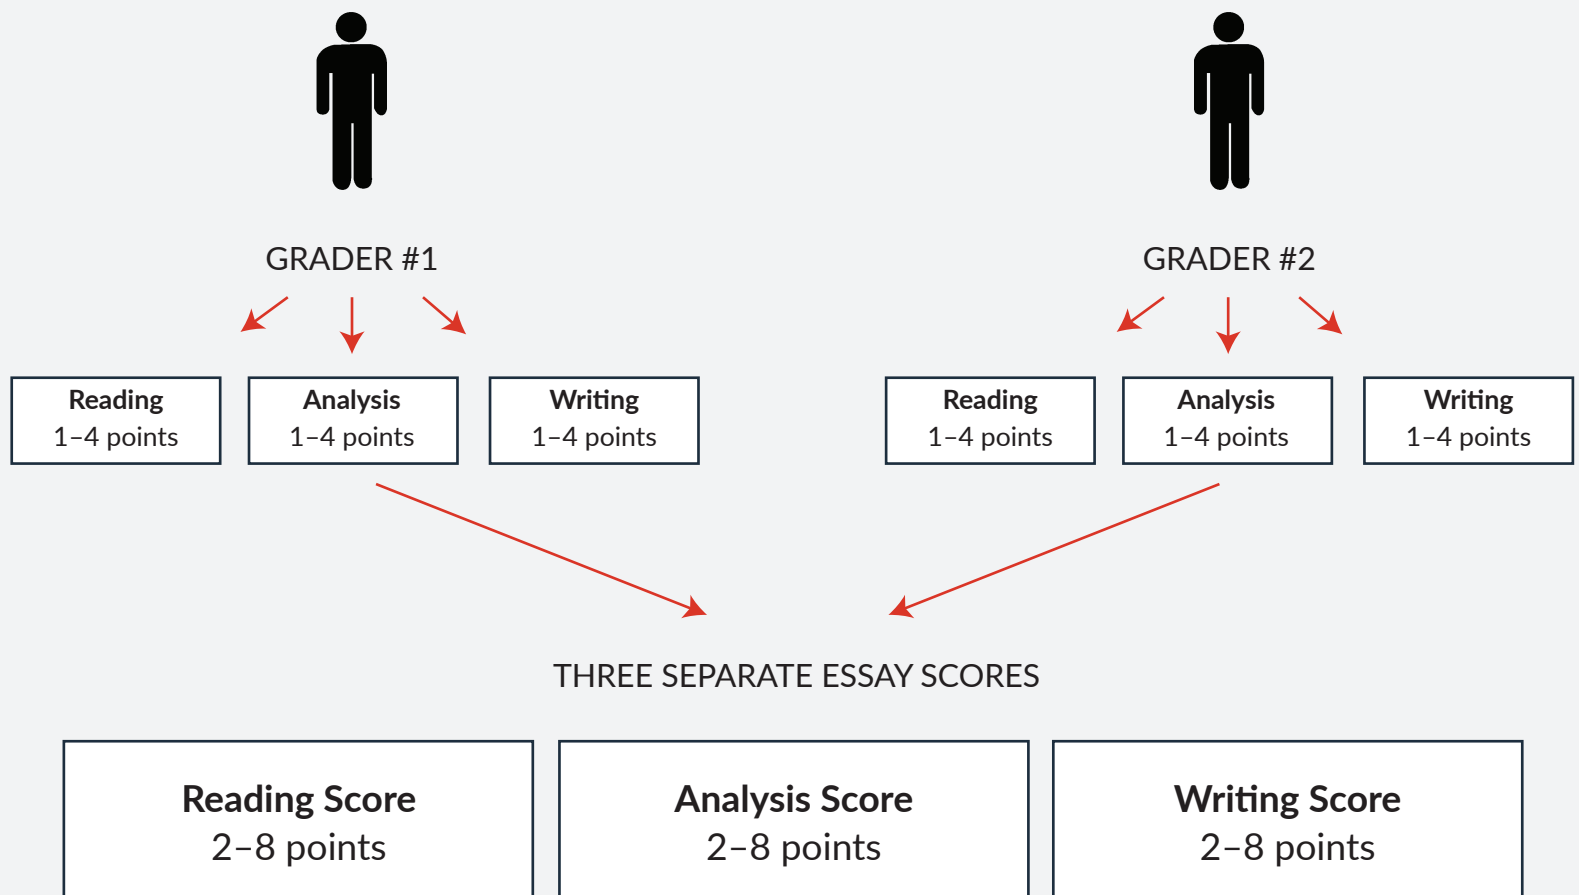 GRADER #1
GRADER #2
Reading
1–4 points
Analysis
1–4 points
Writing
1–4 points
Reading
1–4 points
Analysis
1–4 points
Writing
1–4 points
THREE SEPARATE ESSAY SCORES
Reading Score
2–8 points
Analysis Score
2–8 points
Writing Score
2–8 points